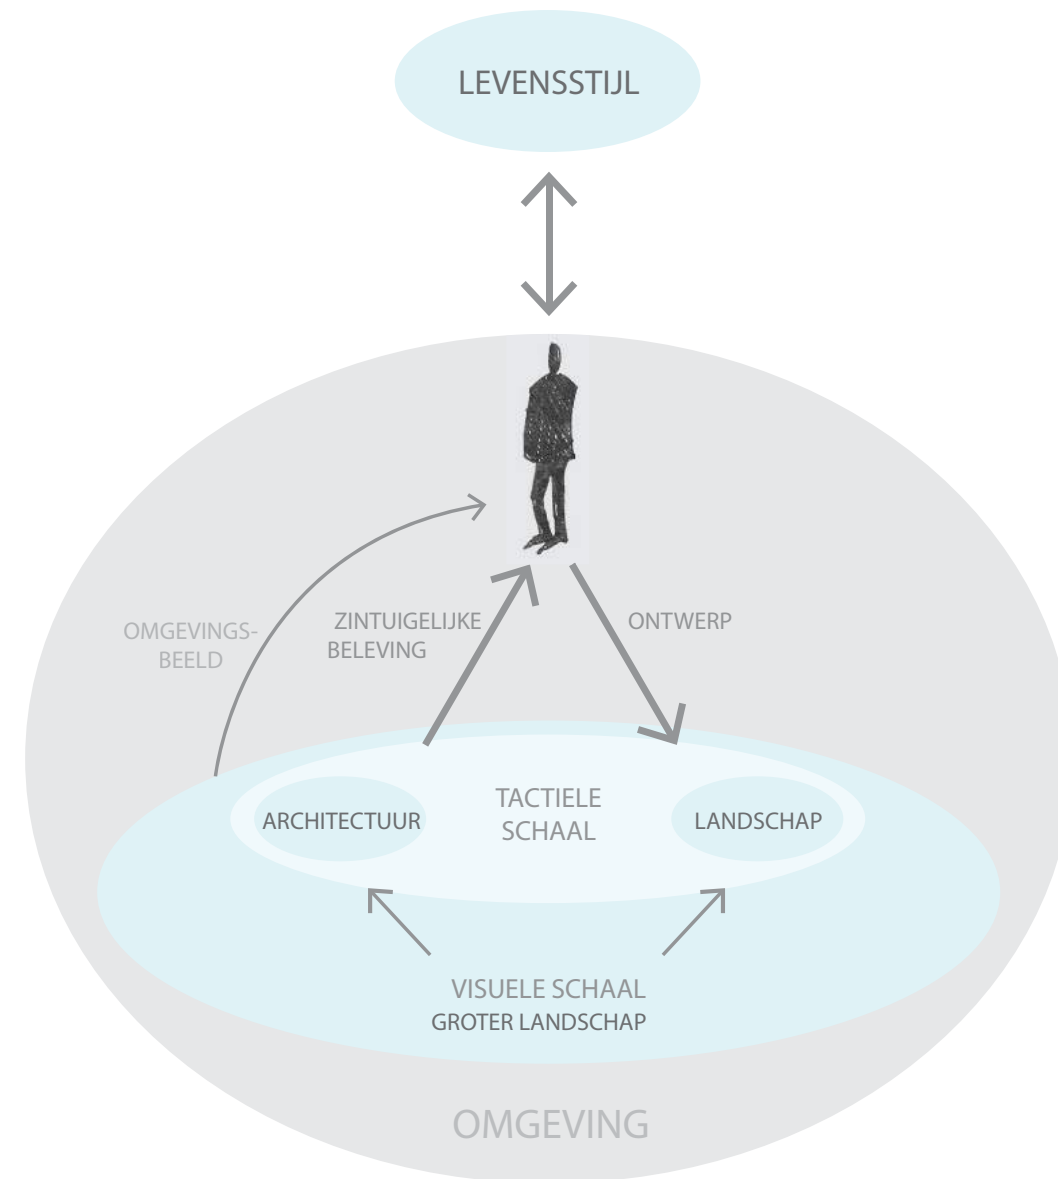 LEVENSSTIJL
ZINTUIGELIJKE
BELEVING
ONTWERP
OMGEVINGS-
BEELD
ARCHITECTUUR
TACTIELE
SCHAAL
LANDSCHAP
VISUELE SCHAAL
GROTER LANDSCHAP
OMGEVING